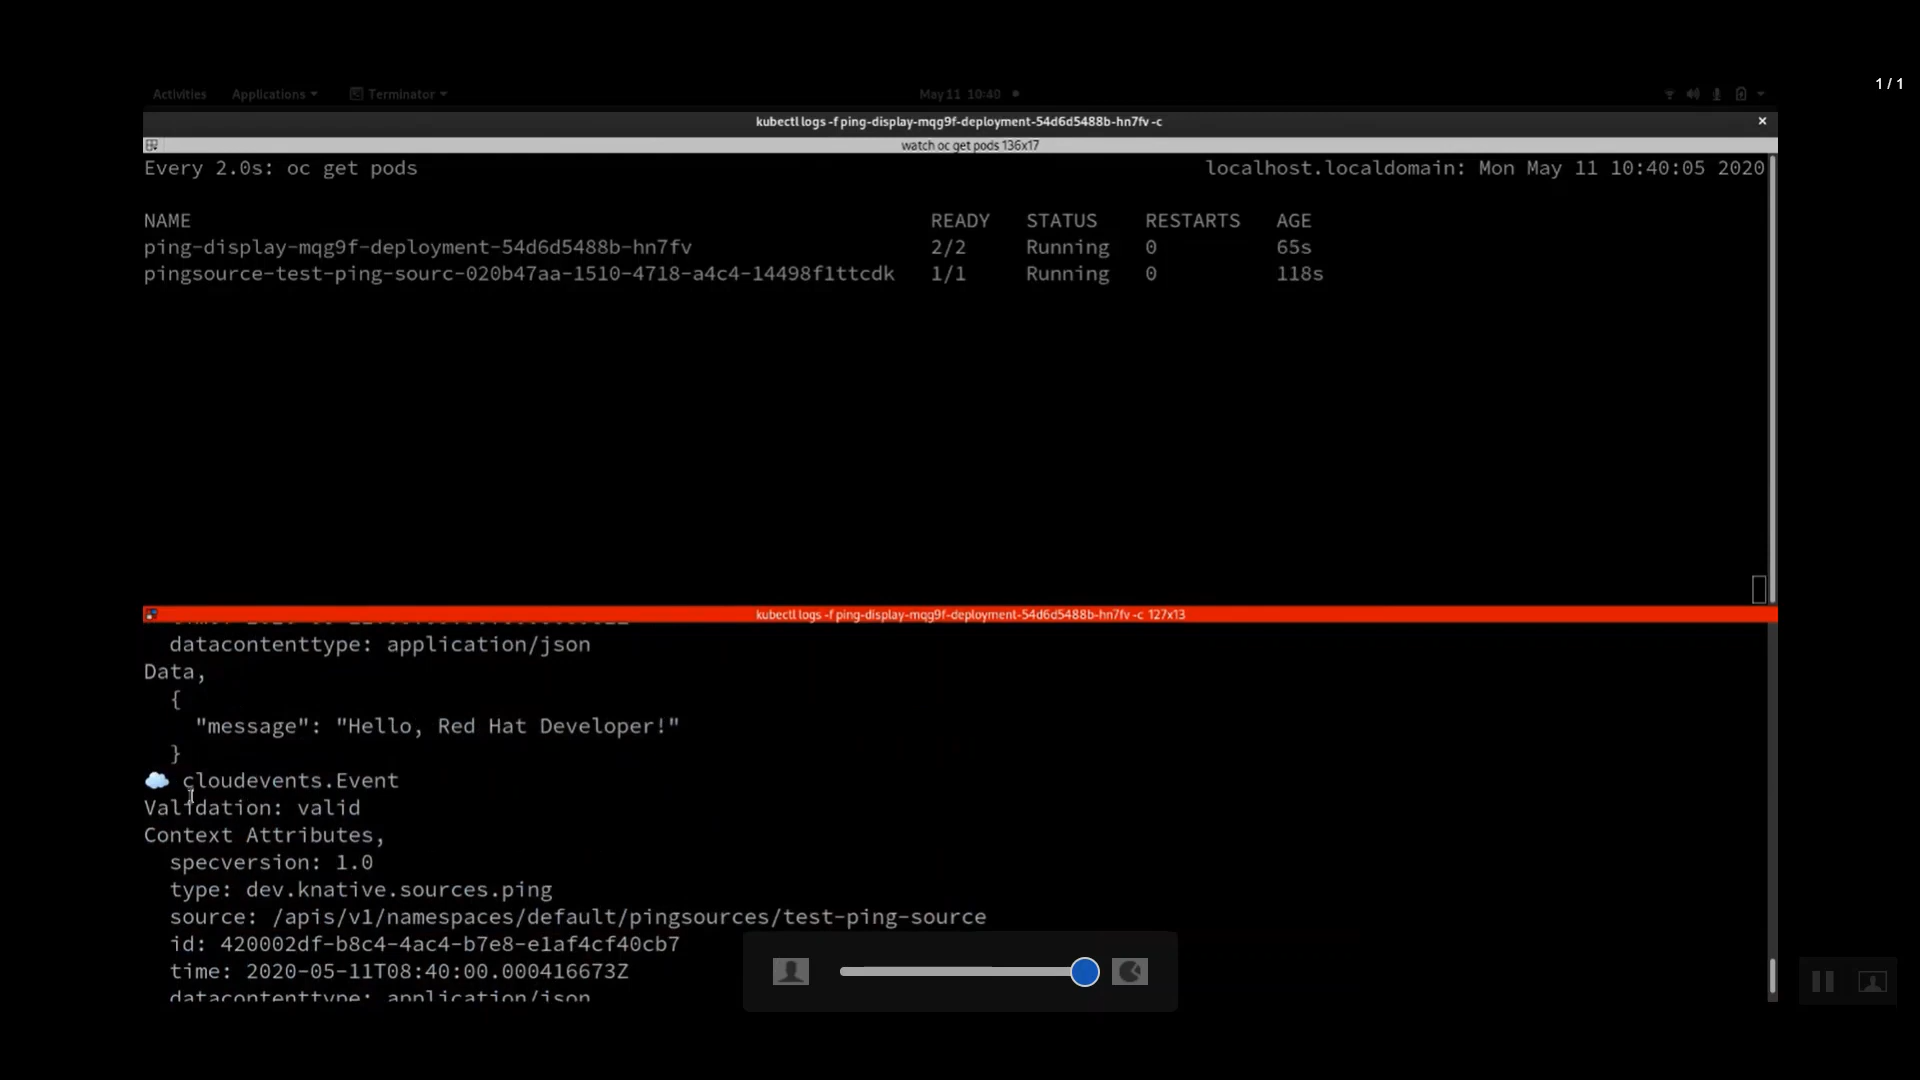 1 / 1
Activities Applications Terminator May 11 10:40
kubectl logs -f ping-display-mqg9f-deployment-54d6d5488b-hn7fv -c
watch oc get pods 136x17
Every 2.0s: oc get pods localhost.localdomain: Mon May 11 10:40:05 2020
NAME READY STATUS RESTARTS AGE
ping-display-mqg9f-deployment-54d6d5488b-hn7fv 2/2 Running 0 65s
pingsource-test-ping-sourc-020b47aa-1510-4718-a4c4-14498f1ttcdk 1/1 Running 0 118s
kubectl logs -f ping-display-mqg9f-deployment-54d6d5488b-hn7fv -c 127x13
datacontenttype: application/json
Data,
{
"message": "Hello, Red Hat Developer!"
}
☁️ cloudevents.Event
Validation: valid
Context Attributes,
specversion: 1.0
type: dev.knative.sources.ping
source: /apis/v1/namespaces/default/pingsources/test-ping-source
id: 420002df-b8c4-4ac4-b7e8-e1af4cf40cb7
time: 2020-05-11T08:40:00.000416673Z
datacontenttype: application/json